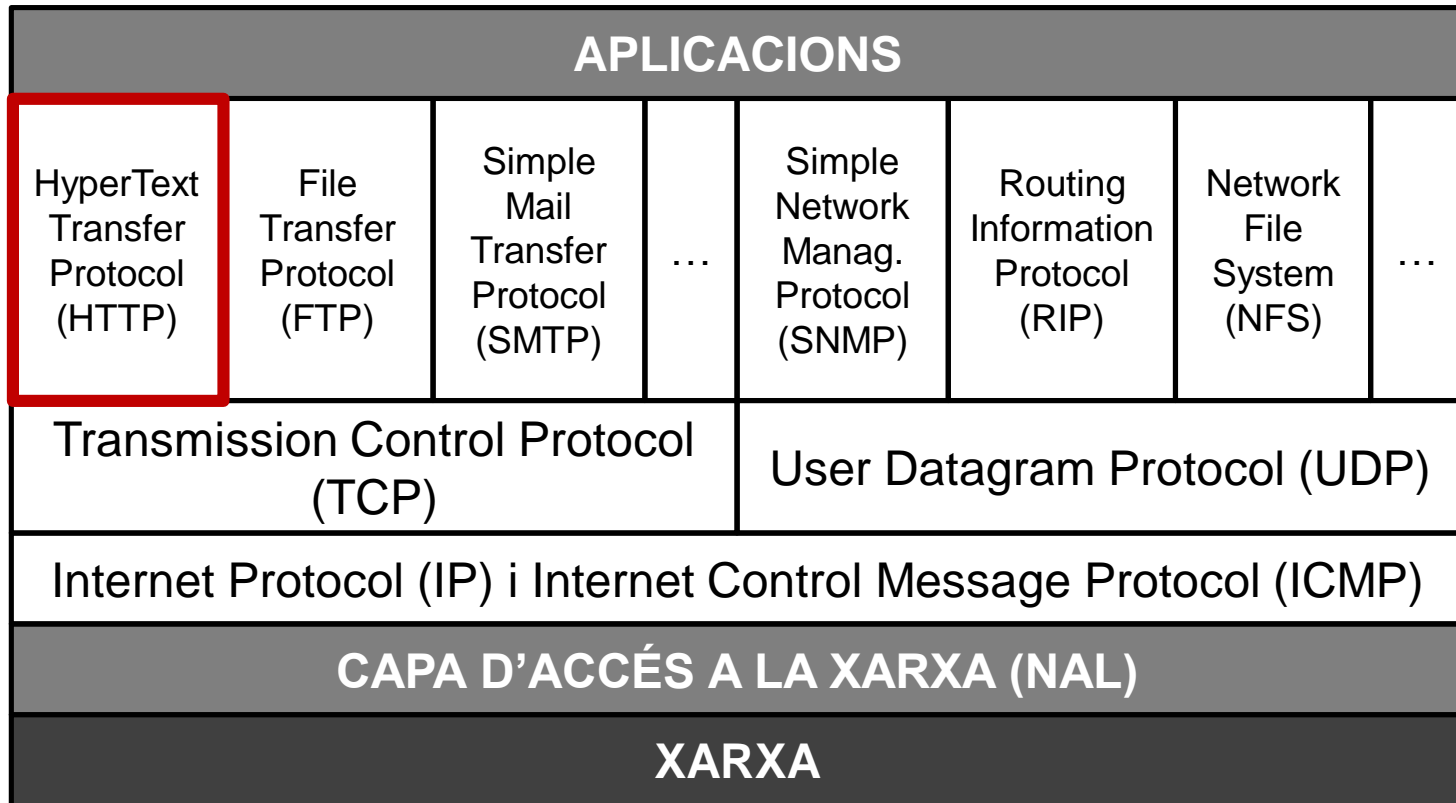 APLICACIONS
HyperText
Transfer
Protocol
(HTTP)
File
Transfer
Protocol
(FTP)
Simple
Mail
Transfer
Protocol
(SMTP)
…
Simple
Network
Manag.
Protocol
(SNMP)
Routing
Information
Protocol
(RIP)
Network
File
System
(NFS)
…
Transmission Control Protocol
(TCP)
User Datagram Protocol (UDP)
Internet Protocol (IP) i Internet Control Message Protocol (ICMP)
CAPA D’ACCÉS A LA XARXA (NAL)
XARXA